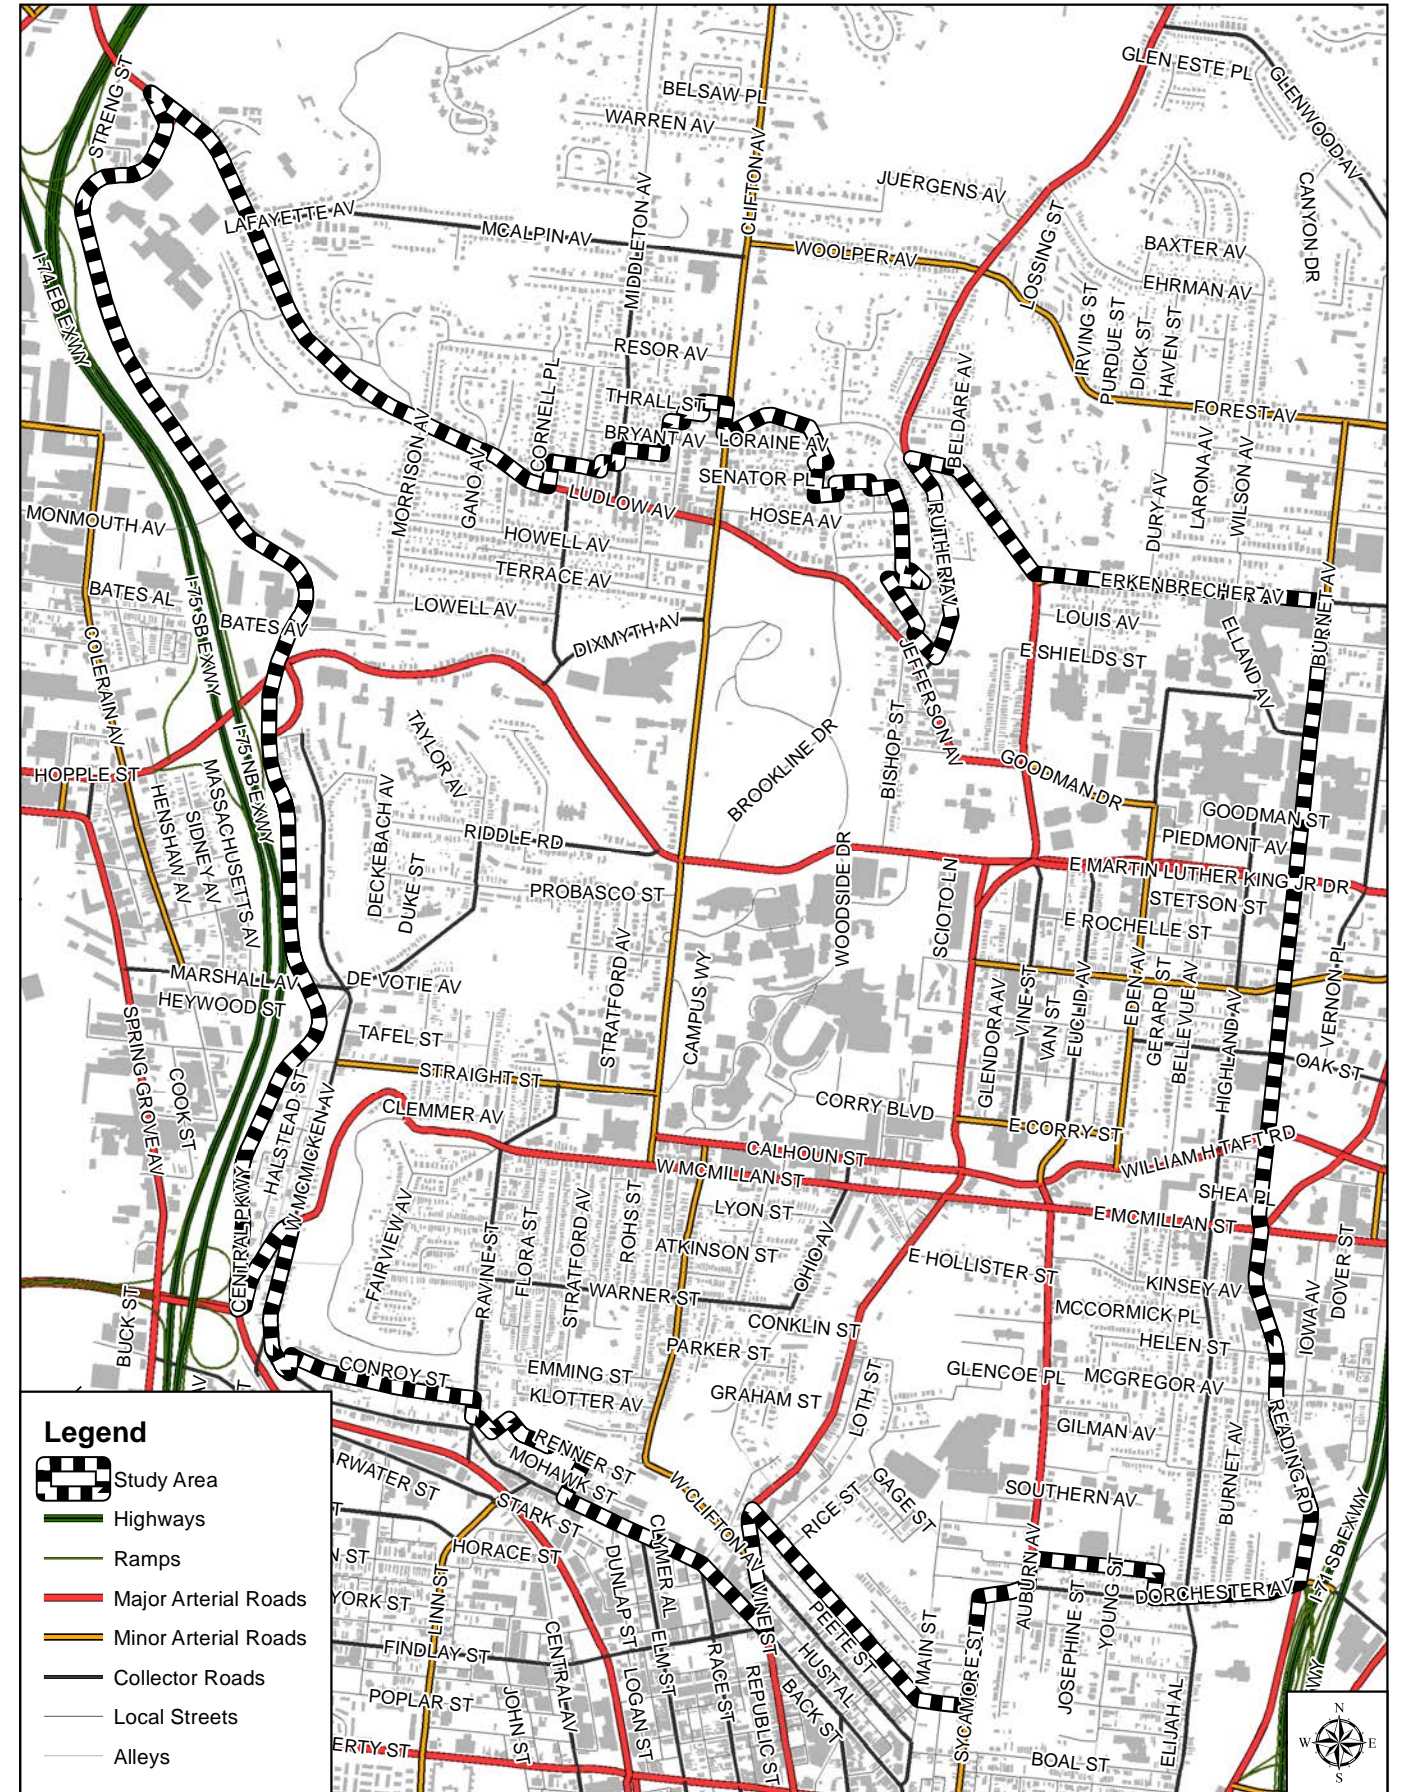 GLEN ESTE PL
GLENWOOD AV
STRENG ST
BELSAW PL
WARREN AV
CLIFTON AV
JUERGENS AV
CANYON DR
LAFAYETTE AV
MCALPIN AV
MIDDLETON AV
WOOLPER AV
LOSSING ST
BAXTER AV
EHRMAN AV
I-74 EB EXWY
IRVING ST
PURDUE ST
DICK ST
HAVEN ST
RESOR AV
CORNELL PL
THRALL ST
BELDARE AV
FOREST AV
BRYANT AV
LORAINE AV
MORRISON AV
GANO AV
SENATOR PL
LUDLOW AV
HOSEA AV
DURY AV
LARONA AV
WILSON AV
MONMOUTH AV
HOWELL AV
TERRACE AV
RUTHER AV
ERKENBRECHER AV
BURNET AV
BATES AL
I-75 SB EXWY
BATES AV
LOWELL AV
DIXMYTH AV
LOUIS AV
E SHIELDS ST
ELLAND AV
COLERAIN AV
JEFFERSON AV
BISHOP ST
TAYLOR AV
BROOKLINE DR
I-75 NB EXWY
HOPPLE ST
GOODMAN DR
HENSHAW AV
SIDNEY AV
MASSACHUSETTS AV
DECKEBACH AV
DUKE ST
RIDDLE RD
GOODMAN ST
PIEDMONT AV
WOODSIDE DR
SCIOTO LN
E MARTIN LUTHER KING JR DR
PROBASCO ST
STETSON ST
E ROCHELLE ST
MARSHALL AV
DE VOTIE AV
HEYWOOD ST
STRATFORD AV
CAMPUS WY
GLENDORA AV
VINE ST
VAN ST
EUCLID AV
EDEN AV
GERARD ST
BELLEVUE AV
HIGHLAND AV
VERNON PL
TAFEL ST
OAK ST
SPRING GROVE AV
COOK ST
HALSTEAD ST
W MCMICKEN AV
STRAIGHT ST
CLEMMER AV
CORRY BLVD
E CORRY ST
CALHOUN ST
WILLIAM H TAFT RD
W MCMILLAN ST
CENTRAL PKWY
FAIRVIEW AV
RAVINE ST
FLORA ST
STRATFORD AV
ROHS ST
LYON ST
SHEA PL
E MCMILLAN ST
ATKINSON ST
OHIO AV
E HOLLISTER ST
DOVER ST
IOWA AV
KINSEY AV
WARNER ST
MCCORMICK PL
BUCK ST
CONKLIN ST
HELEN ST
PARKER ST
CONROY ST
EMMING ST
KLOTTER AV
GRAHAM ST
LOTH ST
GLENCOE PL
MCGREGOR AV
GILMAN AV
READING RD
BURNET AV
AV
T
Legend
Study Area
Highways
Ramps
Major Arterial Roads
Minor Arterial Roads
Collector Roads
Local Streets
Alleys
RENNER ST
MOHAWK ST
RWATER ST
STARK ST
W CLIFTON AV
RICE ST
GAGE ST
SOUTHERN AV
I-71 SB EXWY
T
HORACE ST
N ST
DUNLAP ST
CLYMER AL
VINE ST
PEETE ST
AUBURN AV
YOUNG ST
DORCHESTER AV
YORK ST
LINN ST
FINDLAY ST
CENTRAL AV
ELM ST
RACE ST
HUST AL
BACK ST
MAIN ST
SYCAMORE ST
JOSEPHINE ST
ELIJAH AL
POPLAR ST
JOHN ST
LOGAN ST
REPUBLIC ST
WY
ERTY ST
BOAL ST
N
W E
S